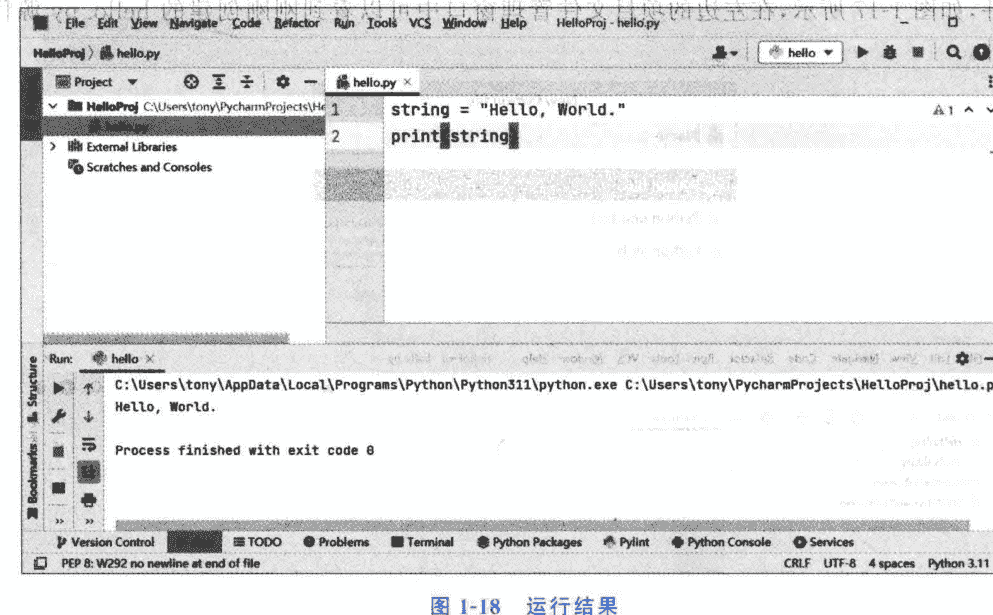 File Edit View Navigate Code Refactor Run Tools VCS Window Help HelloProj - hello.py
HelloProj 〉 hello.py
hello
Project
hello.py ×
HelloProj C:\Users\tony\PycharmProjects\He
hello.py
External Libraries
Scratches and Consoles
1 string = "Hello, World."
2 print(string)
1
Run: hello ×
C:\Users\tony\AppData\Local\Programs\Python\Python311\python.exe C:\Users\tony\PycharmProjects\HelloProj\hello.p
Hello, World.
Process finished with exit code 0
Structure
Bookmarks
Version Control TODO Problems Terminal Python Packages Pylint Python Console Services
PEP 8: W292 no newline at end of file CRLF UTF-8 4 spaces Python 3.11
图 1-18 运行结果